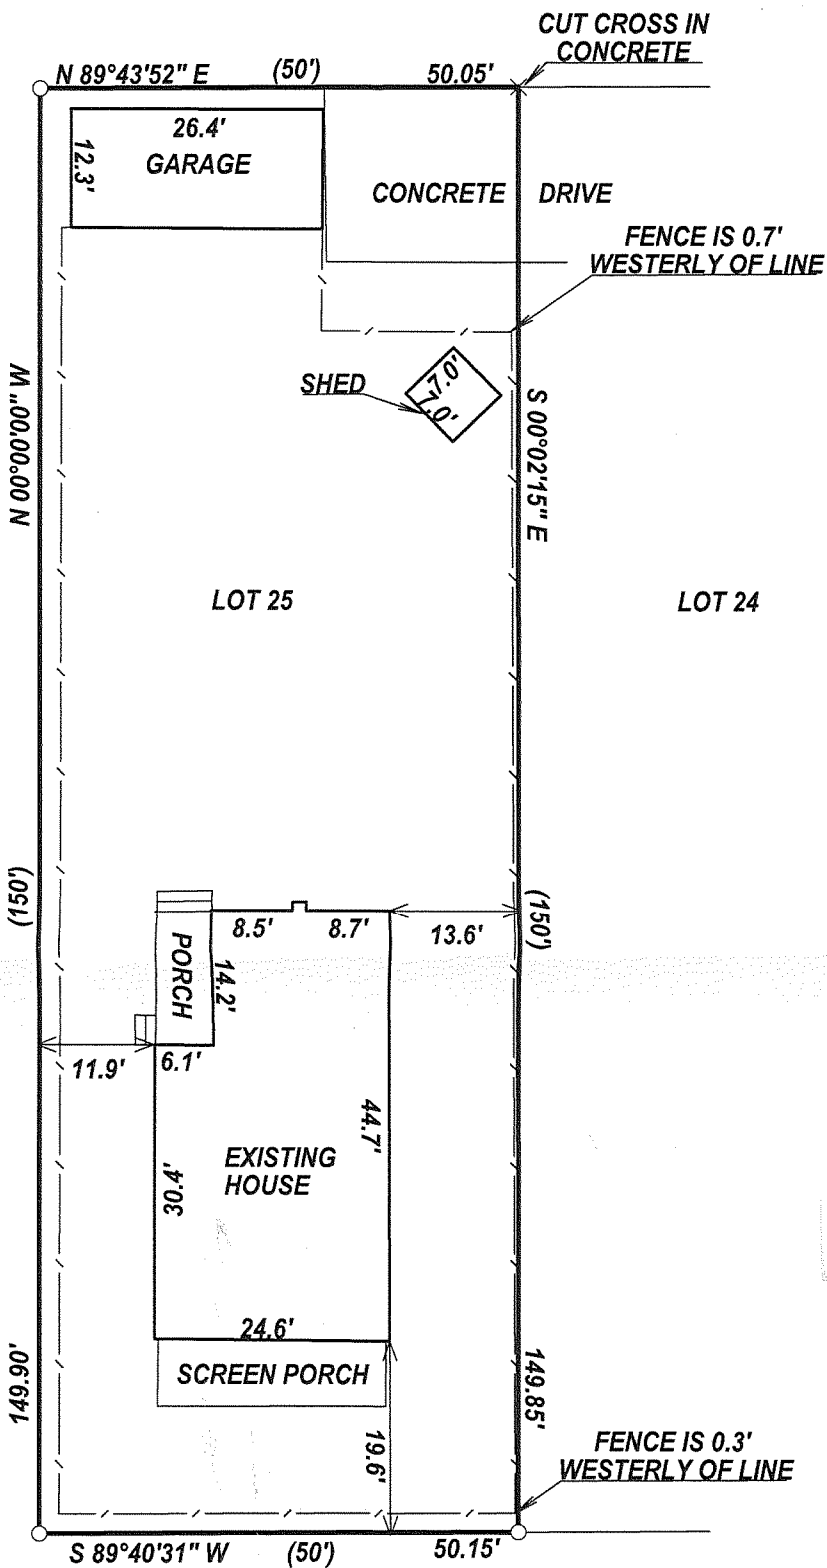 CUT CROSS IN
CONCRETE
N 89°43'52" E (50') 50.05'
26.4'
GARAGE
12.3'
CONCRETE DRIVE
FENCE IS 0.7'
WESTERLY OF LINE
SHED
7.0'
7.0'
N 00°00'00" W
S 00°02'15" E
LOT 25
LOT 24
(150')
(150')
8.5'
8.7'
13.6'
PORCH
14.2'
11.9'
6.1'
44.7'
EXISTING
HOUSE
30.4'
24.6'
SCREEN PORCH
149.90'
149.85'
19.6'
FENCE IS 0.3'
WESTERLY OF LINE
S 89°40'31" W (50') 50.15'